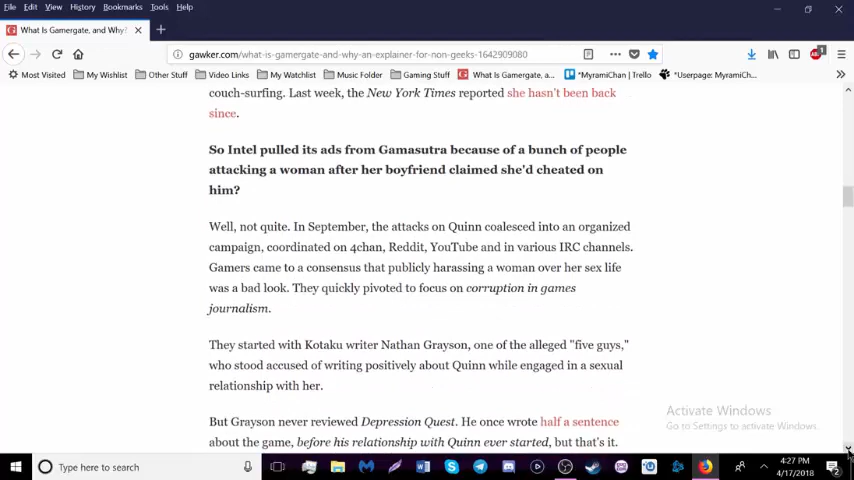 File Edit View History Bookmarks Tools Help
What Is Gamergate, and Why?
gawker.com/what-is-gamergate-and-why-an-explainer-for-non-geeks-1642909080
Most Visited My Wishlist Other Stuff Video Links My Watchlist Music Folder Gaming Stuff What Is Gamergate, a... *MyramiChan | Trello *Userpage: MyramiCh...
couch-surfing. Last week, the New York Times reported she hasn't been back
since.
So Intel pulled its ads from Gamasutra because of a bunch of people
attacking a woman after her boyfriend claimed she'd cheated on
him?
Well, not quite. In September, the attacks on Quinn coalesced into an organized
campaign, coordinated on 4chan, Reddit, YouTube and in various IRC channels.
Gamers came to a consensus that publicly harassing a woman over her sex life
was a bad look. They quickly pivoted to focus on corruption in games
journalism.
They started with Kotaku writer Nathan Grayson, one of the alleged "five guys,"
who stood accused of writing positively about Quinn while engaged in a sexual
relationship with her.
But Grayson never reviewed Depression Quest. He once wrote half a sentence
about the game, before his relationship with Quinn ever started, but that's it.
Activate Windows
Go to Settings to activate Windows.
Type here to search
4:27 PM
4/17/2018
2